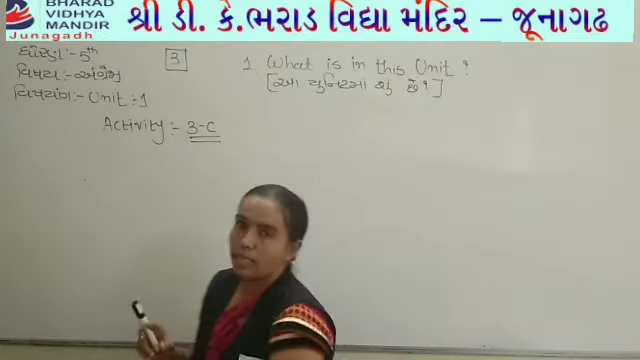 BHARAD
VIDHYA
MANDIR
Junagadh
શ્રી ડી. કે.ભરાડ વિદ્યા મંદિર – જૂનાગઢ
ધોરણ :- 5th
વિષય :- અંગ્રેજી
વિષયાંગ :- Unit :- 1
Activity :- 3-C
3
1 What is in this Unit ?
[આ યુનિટમાં શું છે ?]